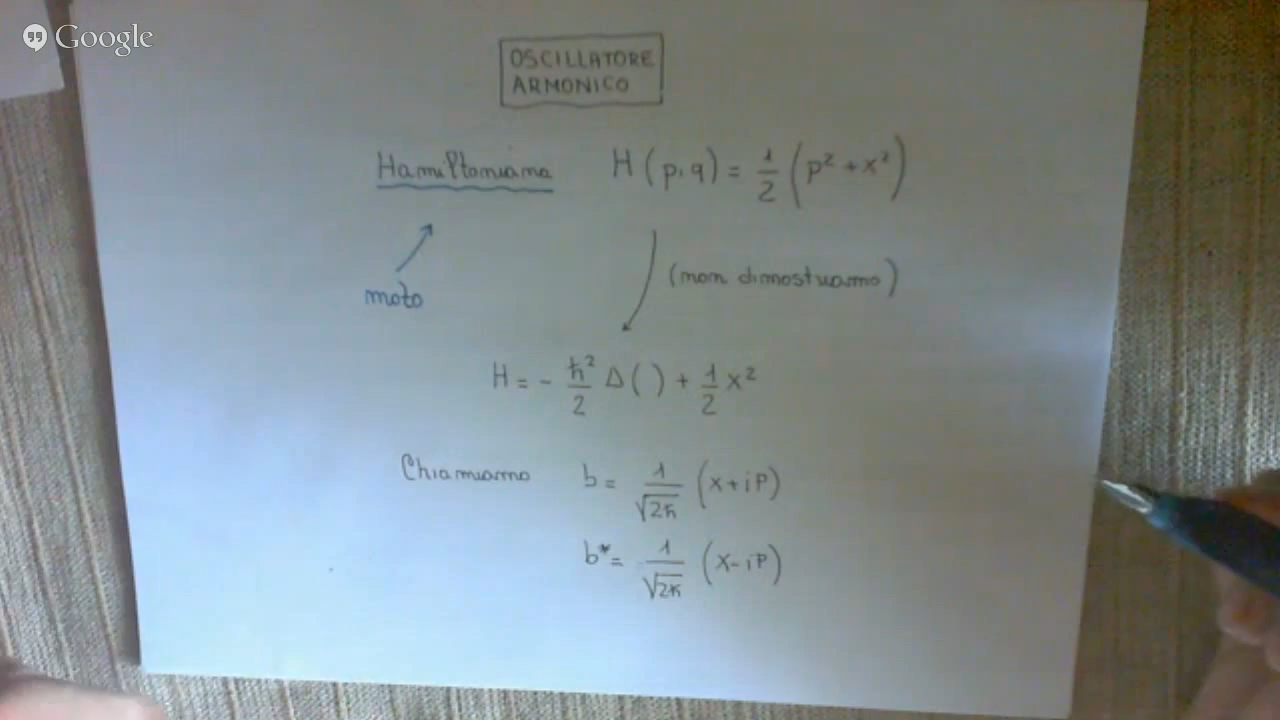 Google
OSCILLATORE
ARMONICO
Hamiltoniana H(p,q) = 1/2 (p² + x²)
(non dimostriamo)
moto
H = - ħ²/2 Δ( ) + 1/2 x²
Chiamiamo b = 1/√2ħ (x + iP)
b* = 1/√2ħ (x - iP)